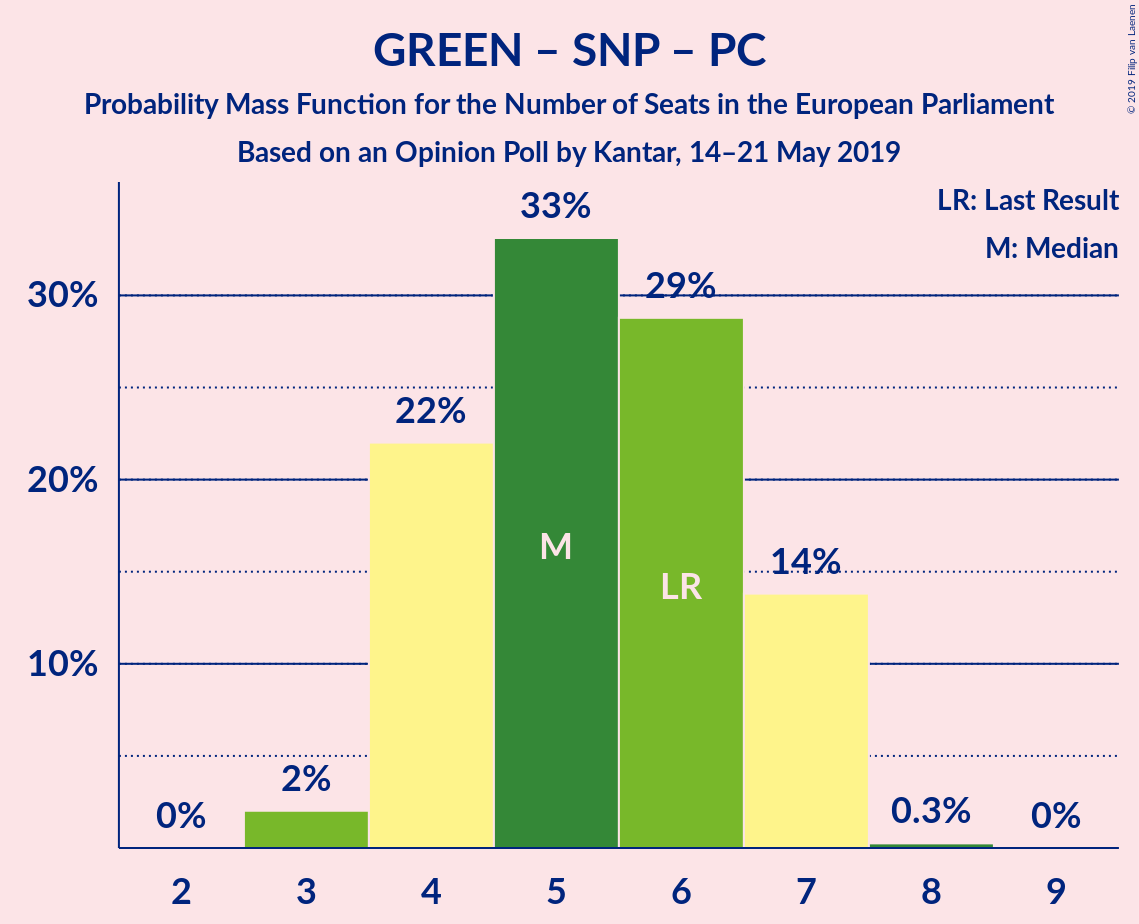 GREEN – SNP – PC
Probability Mass Function for the Number of Seats in the European Parliament
Based on an Opinion Poll by Kantar, 14–21 May 2019
© 2019 Filip van Laenen
LR: Last Result
M: Median
30%
20%
10%
0%
2%
22%
33%
29%
14%
0.3%
0%
M
LR
2 3 4 5 6 7 8 9